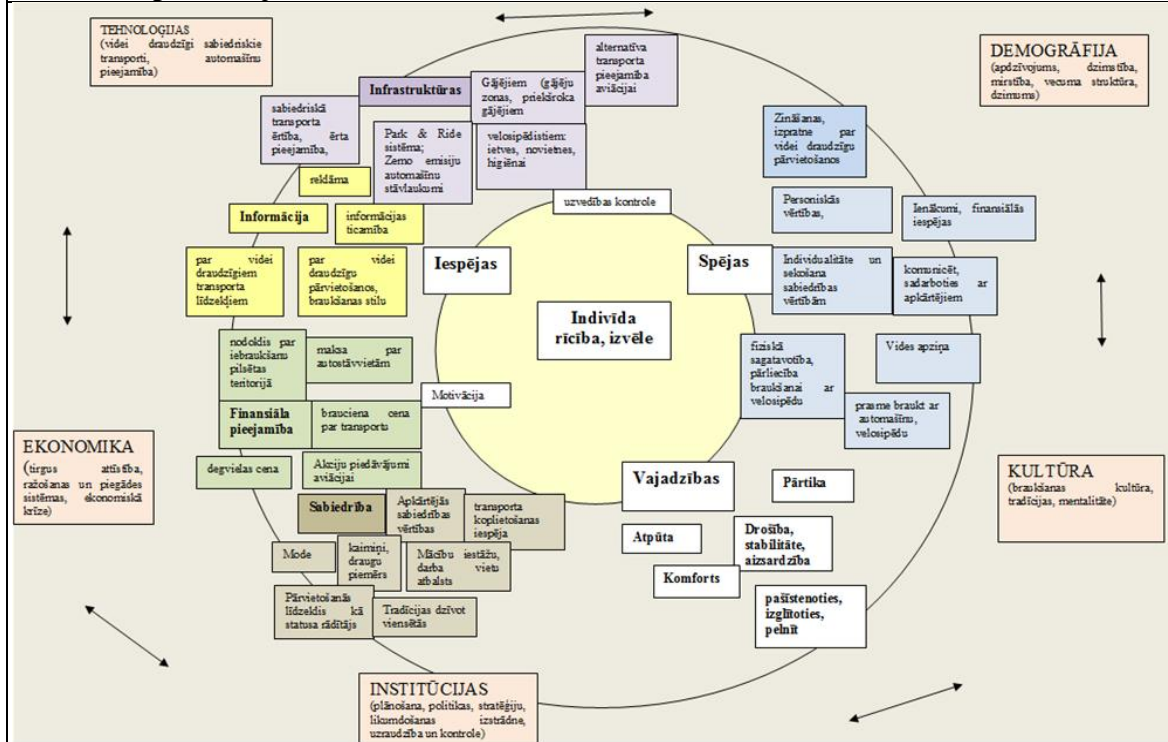 TEHNOLOĢIJAS
(videi draudzīgi sabiedriskie
transporti, automašīnu
pieejamība)
DEMOGRĀFIJA
(apdzīvojums, dzimstība,
mirstība, vecuma struktūra,
dzimums)
alternatīva
transporta
pieejamība
aviācijai
Infrastruktūras
Gājējiem (gājēju
zonas, priekšroka
gājējiem
sabiedriskā
transporta
ērtība, ērta
pieejamība,
Park & Ride
sistēma;
Zemo emisiju
automašīnu
stāvlaukumi
velosipēdistiem:
ietves, novietnes,
higiēnai
Zināšanas,
izpratne par
videi draudzīgu
pārvietošanos
reklāma
Informācija
informācijas
ticamība
par videi
draudzīgiem
transporta
līdzekļiem
par videi
draudzīgu
pārvietošanos,
braukšanas stilu
uzvedības kontrole
Iespējas
Spējas
Personiskās
vērtības,
Ienākumi, finansiālās
iespējas
Individualitāte un
sekošana
sabiedrības
vērtībām
komunicēt,
sadarboties ar
apkārtējiem
Indivīda
rīcība, izvēle
fiziskā
sagatavotība,
pārliecība
braukšanai ar
velosipēdu
Vides apziņa
prasme braukt ar
automašīnu,
velosipēdu
nodoklis par
iebraukšanu
pilsētas
teritorijā
maksa par
autostāvvietām
Motivācija
Finansiāla
pieejamība
brauciena cena
par transports
degvielas cena
Akciju piedāvājumi
aviācijai
EKONOMIKA
(tirgus attīstība,
ražošanas un piegādes
sistēmas, ekonomiskā
krīze)
KULTŪRA
(braukšanas kultūra,
tradīcijas, mentalitāte)
Vajadzības
Pārtika
Atpūta
Drošība,
stabilitāte,
aizsardzība
Komforts
pašīstenoties,
izglītoties,
pelnīt
Sabiedrība
Apkārtējās
sabiedrības
vērtības
transporta
koplietošanas
iespēja
Mode
kaimiņi,
draugu
piemērs
Mācību iestāžu,
darba vietu
atbalsts
Pārvietošanās
līdzeklis kā
statusa rādītājs
Tradīcijas dzīvot
viensētās
INSTITŪCIJAS
(plānošana, politikas, stratēģiju,
likumdošanas izstrādne,
uzraudzība un kontrole)